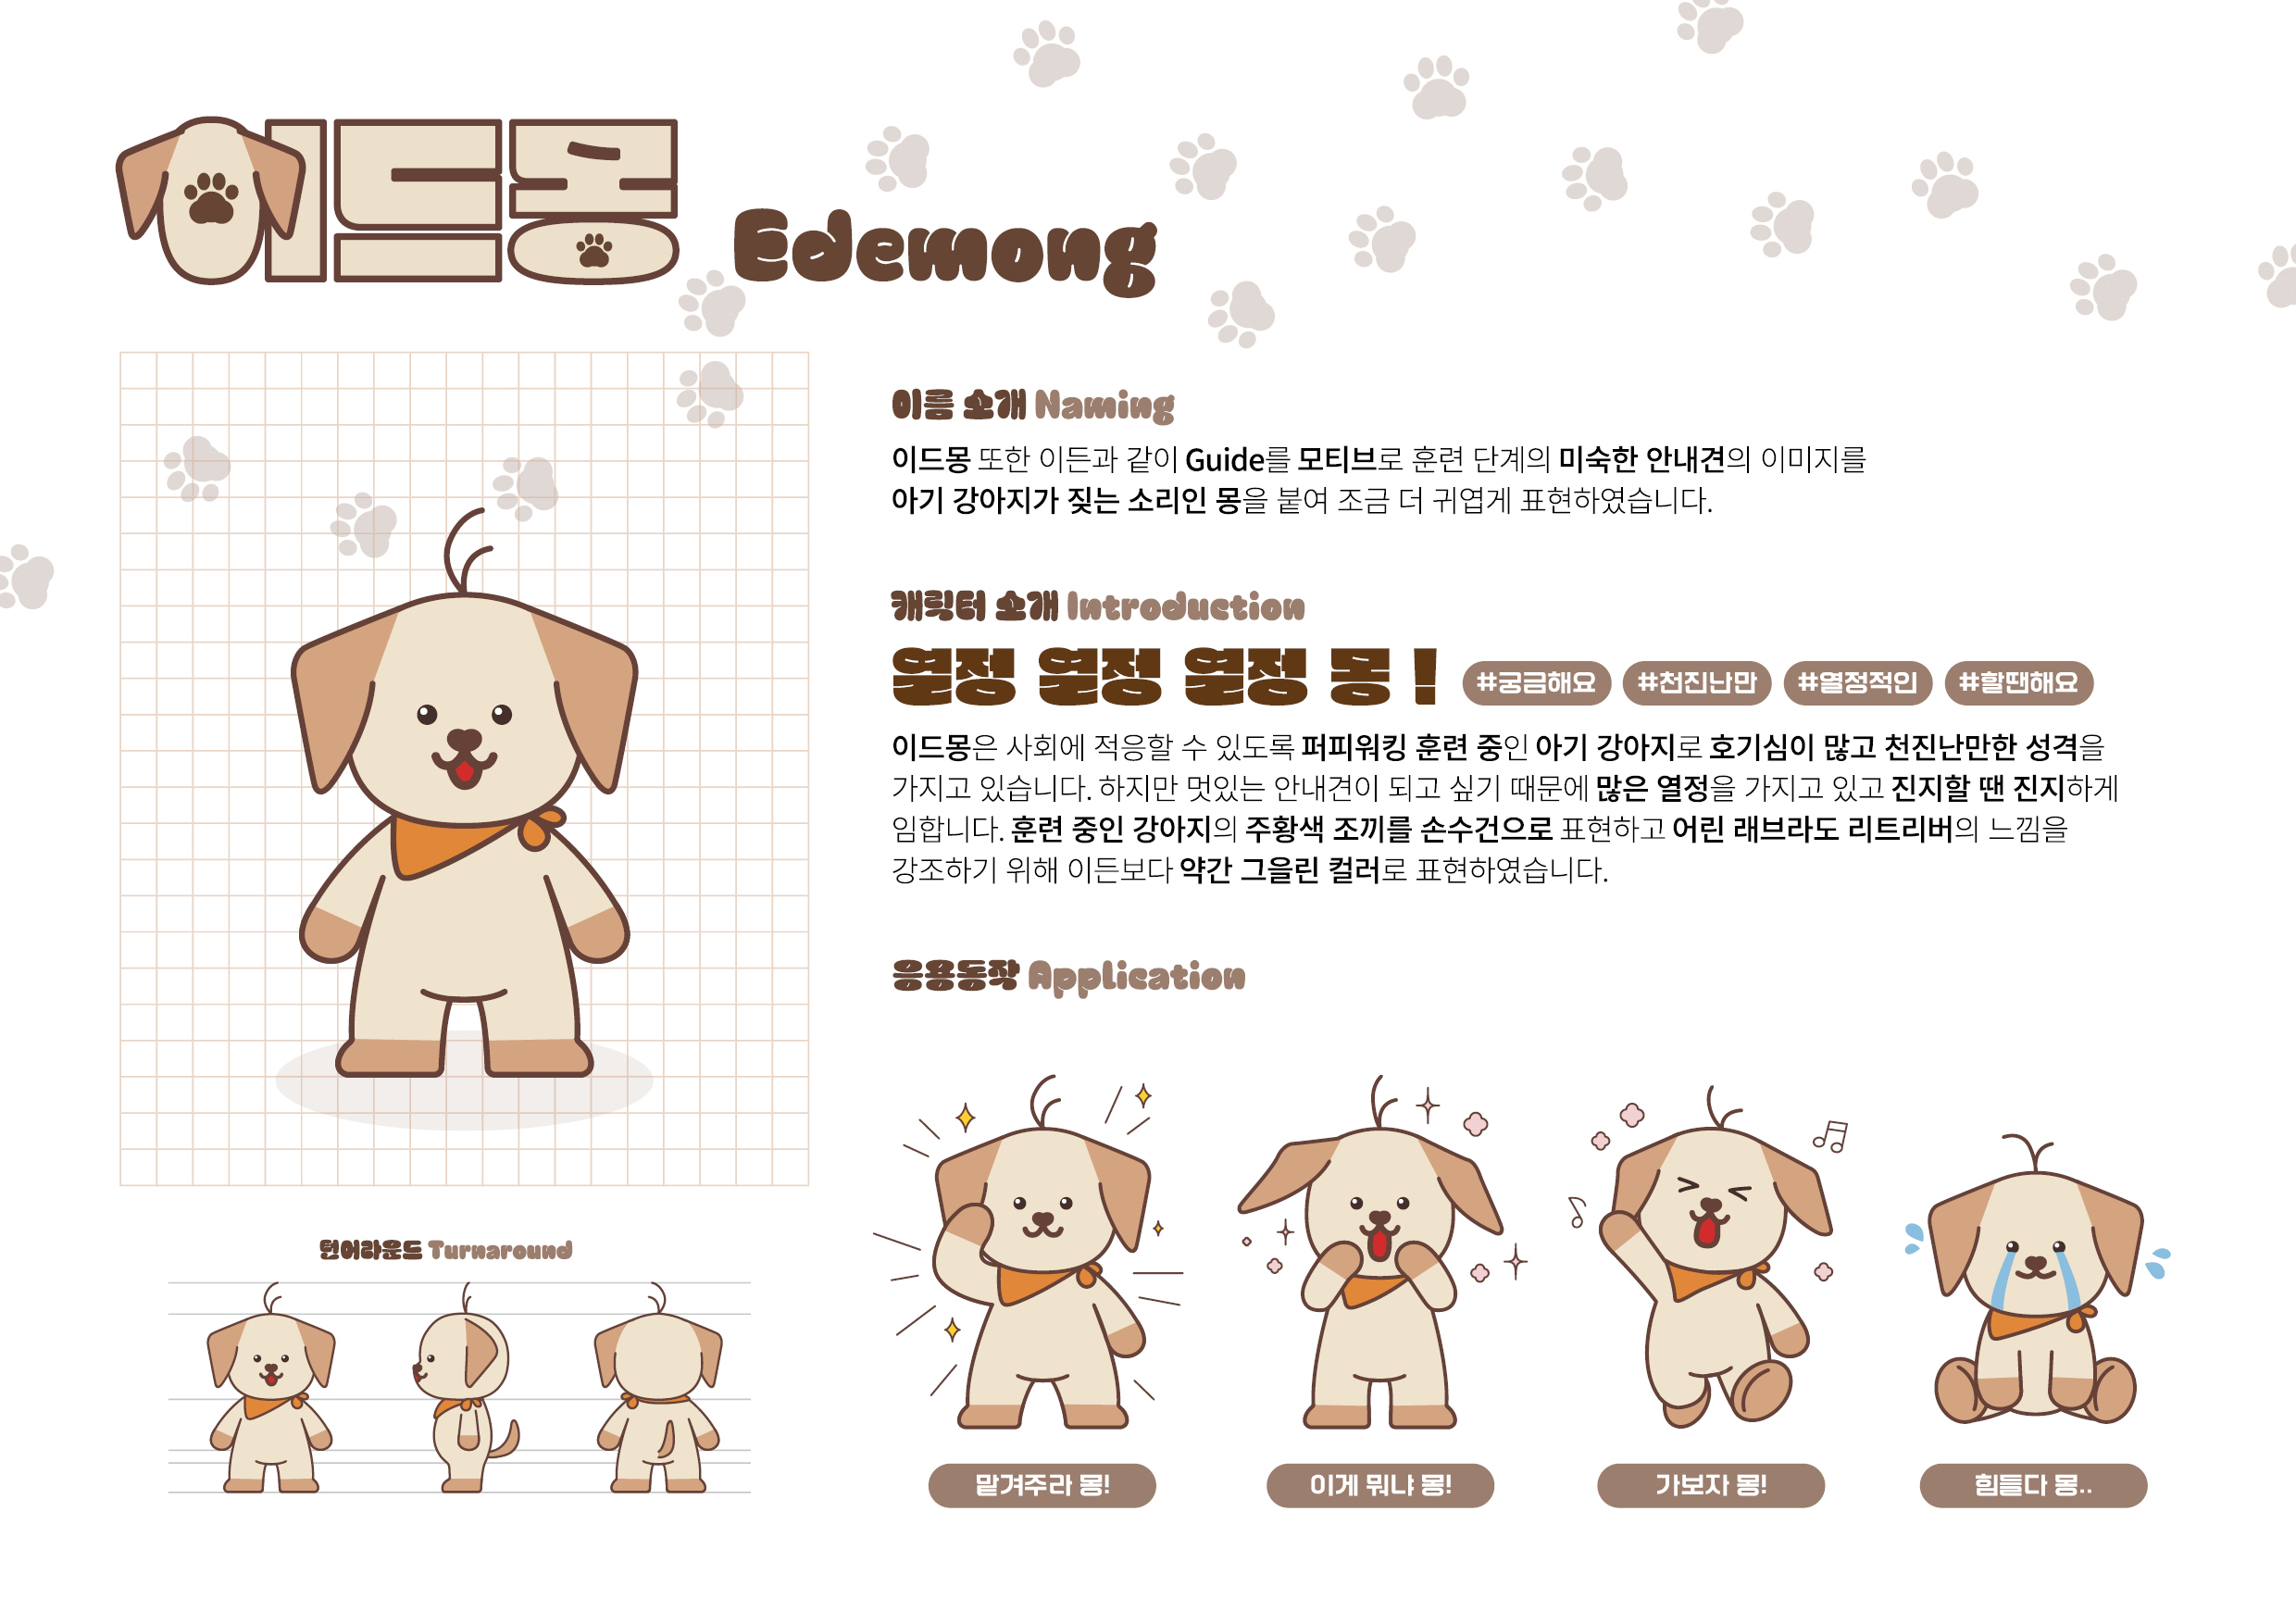 이드몽 Edemong
이름 소개 Naming
이드몽 또한 이든과 같이 Guide를 모티브로 훈련 단계의 미숙한 안내견의 이미지를
아기 강아지가 짖는 소리인 몽을 붙여 조금 더 귀엽게 표현하였습니다.
캐릭터 소개 Introduction
열정 열정 열정 몽 ! #궁금해요 #천진난만 #열정적인 #할땐해요
이드몽은 사회에 적응할 수 있도록 퍼피워킹 훈련 중인 아기 강아지로 호기심이 많고 천진난만한 성격을
가지고 있습니다. 하지만 멋있는 안내견이 되고 싶기 때문에 많은 열정을 가지고 있고 진지할 땐 진지하게
임합니다. 훈련 중인 강아지의 주황색 조끼를 손수건으로 표현하고 어린 래브라도 리트리버의 느낌을
강조하기 위해 이든보다 약간 그을린 컬러로 표현하였습니다.
응용동작 Application
턴어라운드 Turnaround
맡겨주라 몽!
이게 뭐냐 몽!
가보자 몽!
힘들다 몽..